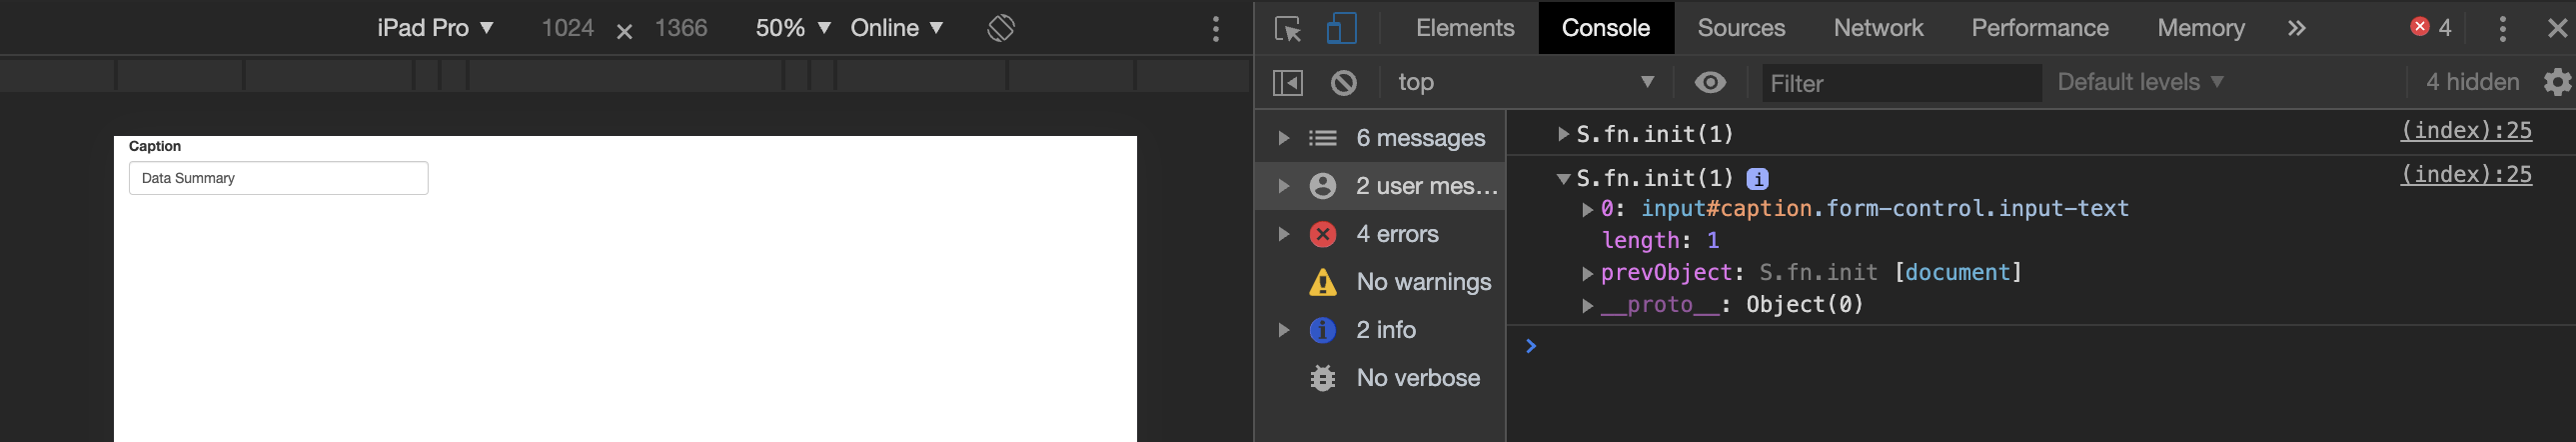 iPad Pro ▼ 1024 × 1366 50% ▼ Online ▼
Elements Console Sources Network Performance Memory » 4
top ▼ Filter Default levels ▼ 4 hidden
Caption
Data Summary
6 messages
2 user mes...
4 errors
No warnings
2 info
No verbose
▶ S.fn.init(1) (index):25
▼ S.fn.init(1) i (index):25
▶ 0: input#caption.form-control.input-text
length: 1
▶ prevObject: S.fn.init [document]
▶ __proto__: Object(0)
>